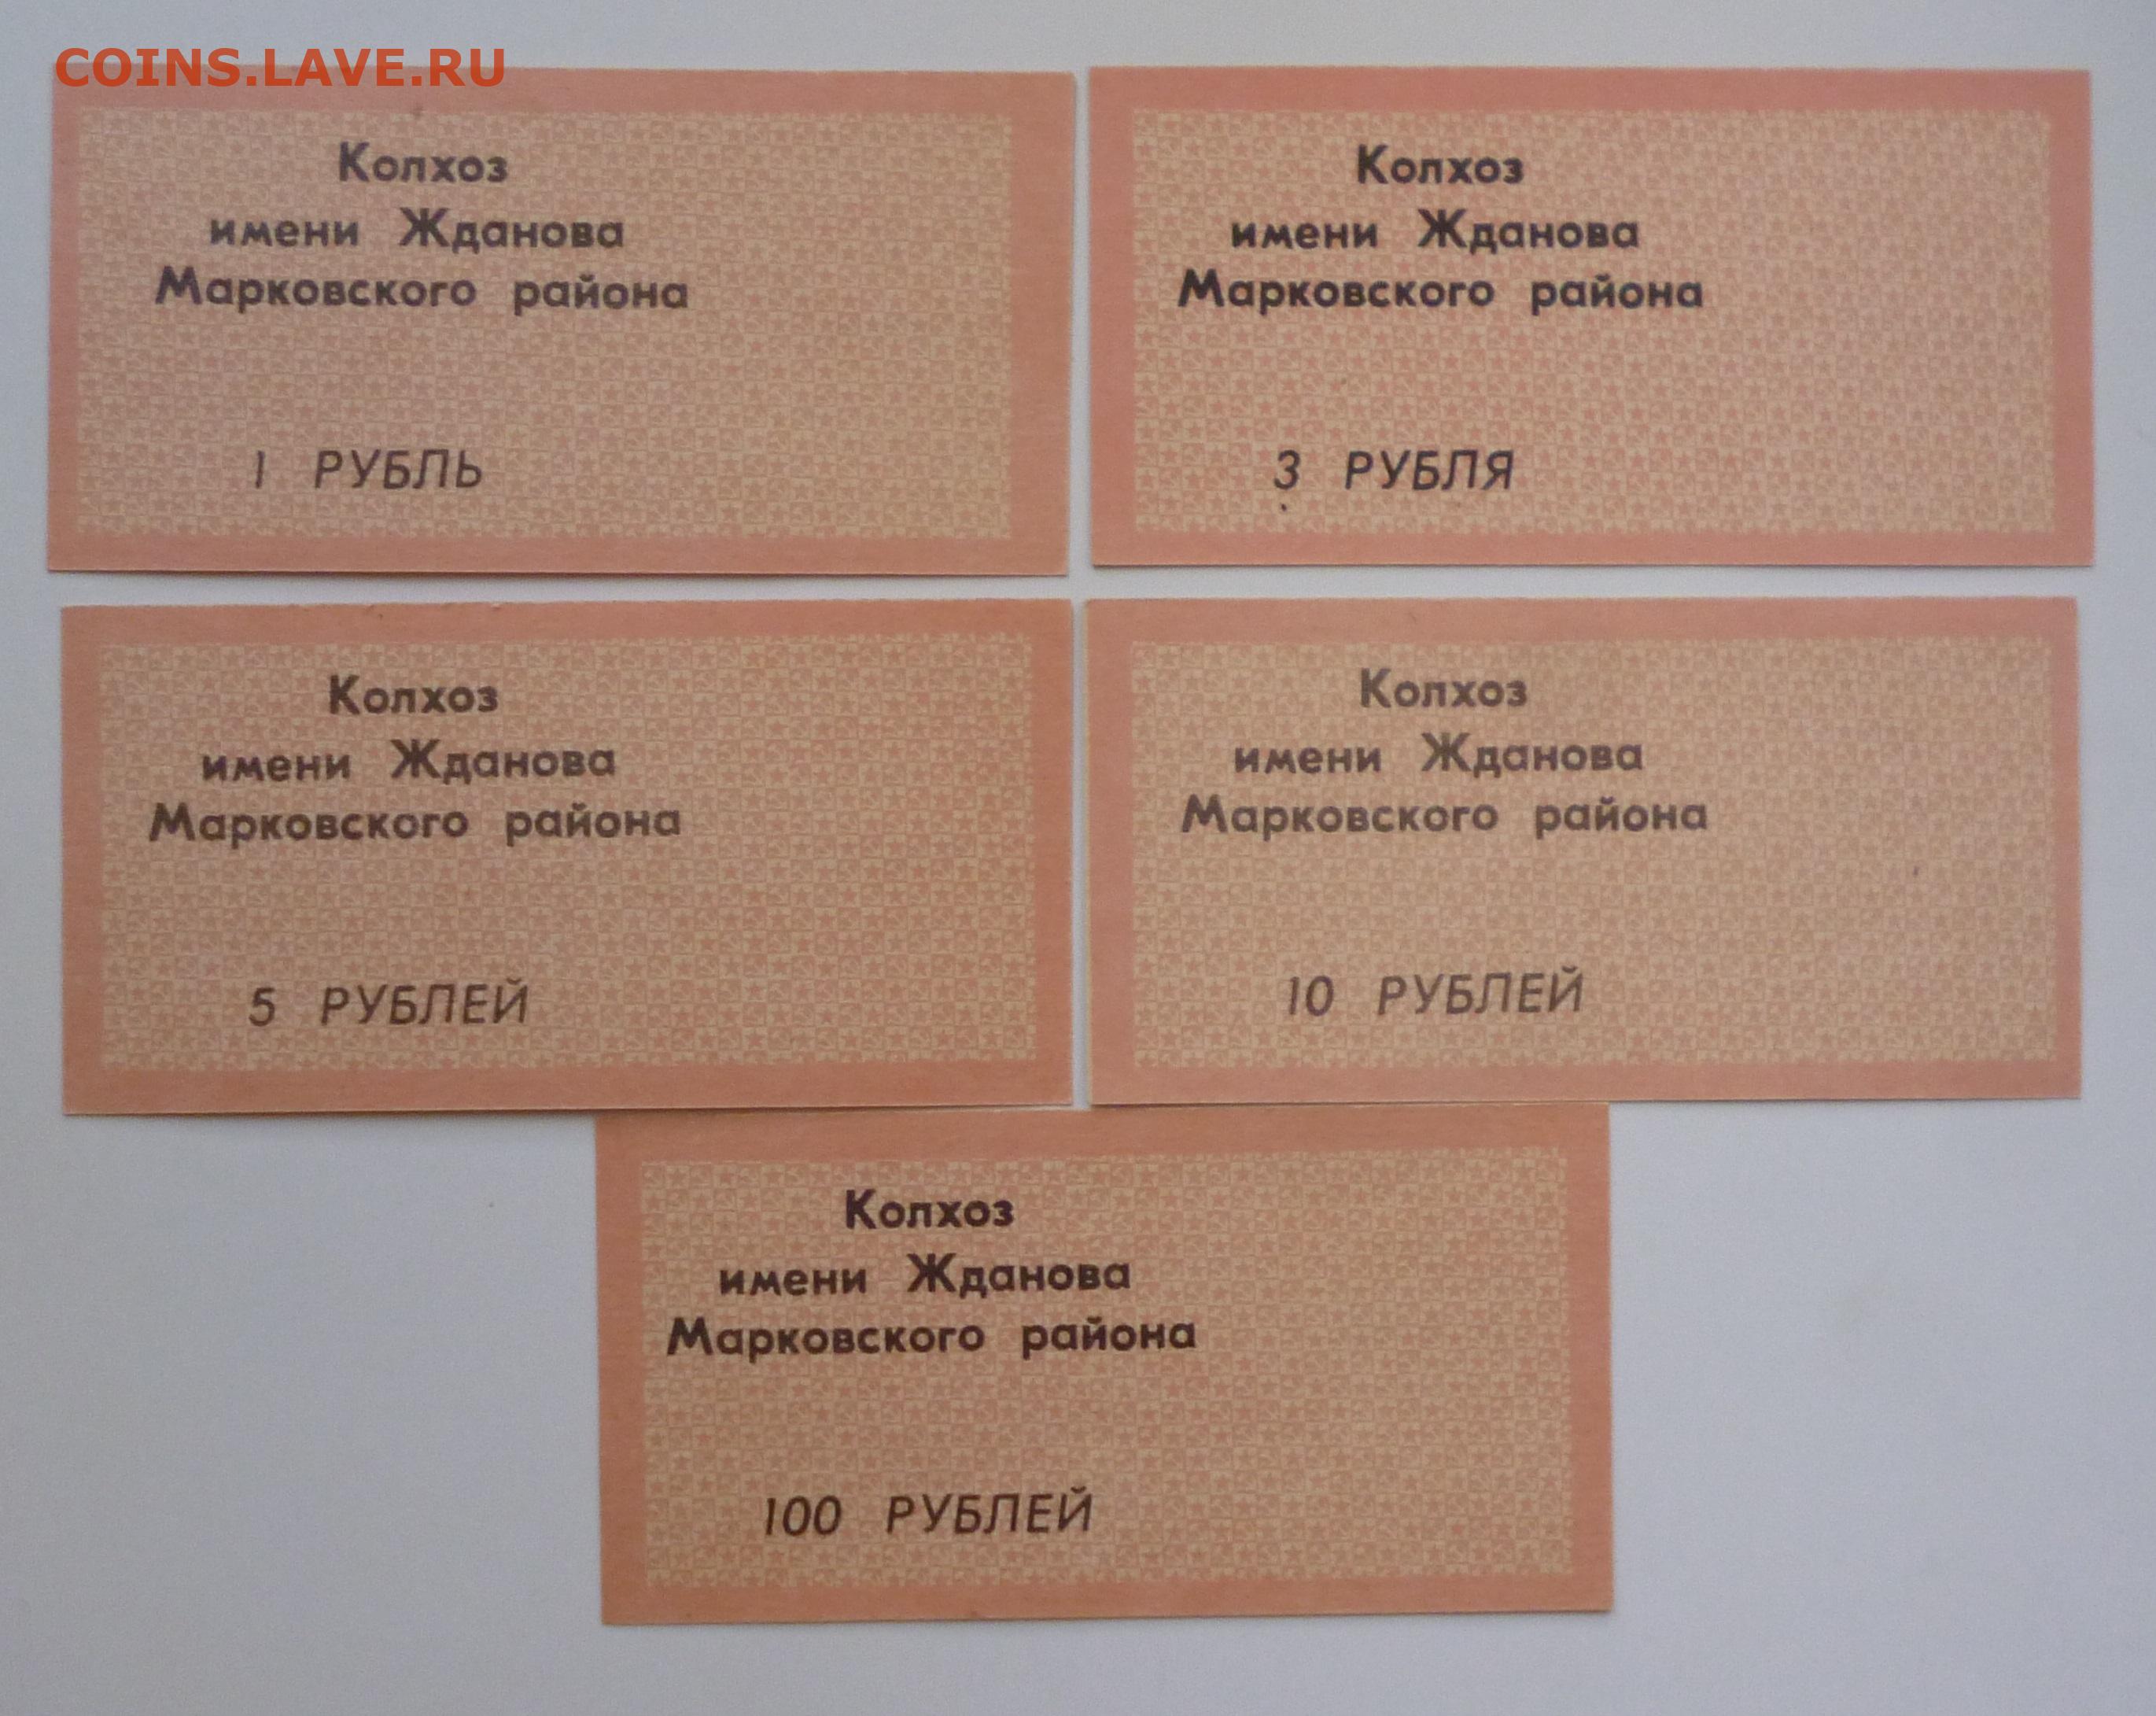 COINS.LAVE.RU
Колхоз
имени Жданова
Марковского района
1 РУБЛЬ
Колхоз
имени Жданова
Марковского района
3 РУБЛЯ
Колхоз
имени Жданова
Марковского района
5 РУБЛЕЙ
Колхоз
имени Жданова
Марковского района
10 РУБЛЕЙ
Колхоз
имени Жданова
Марковского района
100 РУБЛЕЙ